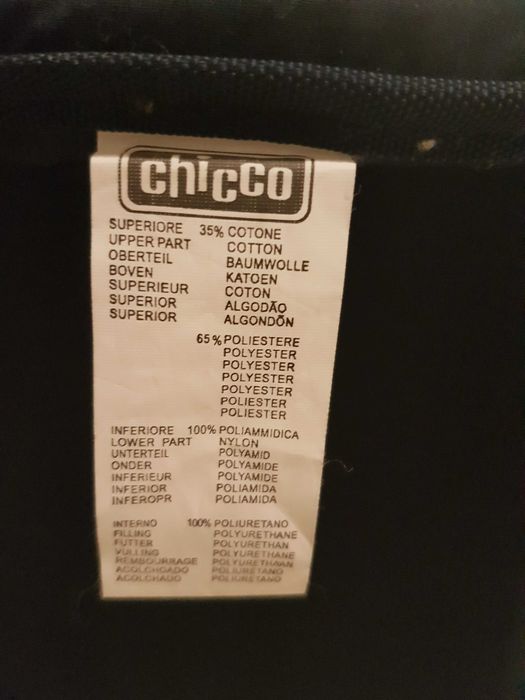 chicco
SUPERIORE 35% COTONE
UPPER PART COTTON
OBERTEIL BAUMWOLLE
BOVEN KATOEN
SUPERIEUR COTON
SUPERIOR ALGODÃO
SUPERIOR ALGONDÕN
65% POLIESTERE
POLYESTER
POLYESTER
POLYESTER
POLYESTER
POLIESTER
POLIESTER
INFERIORE 100% POLIAMMIDICA
LOWER PART NYLON
UNTERTEIL POLYAMID
ONDER POLYAMIDE
INFERIEUR POLYAMIDE
INFERIOR POLIAMIDA
INFEROPR POLIAMIDA
INTERNO 100% POLIURETANO
FILLING POLYURETHANE
FUTTER POLYURETHAN
VULLING POLYURETHANE
REMBOURRAGE POLYURETHAAN
ACOLCHOADO POLIURETANO
ACOLCHADO POLIURETANO